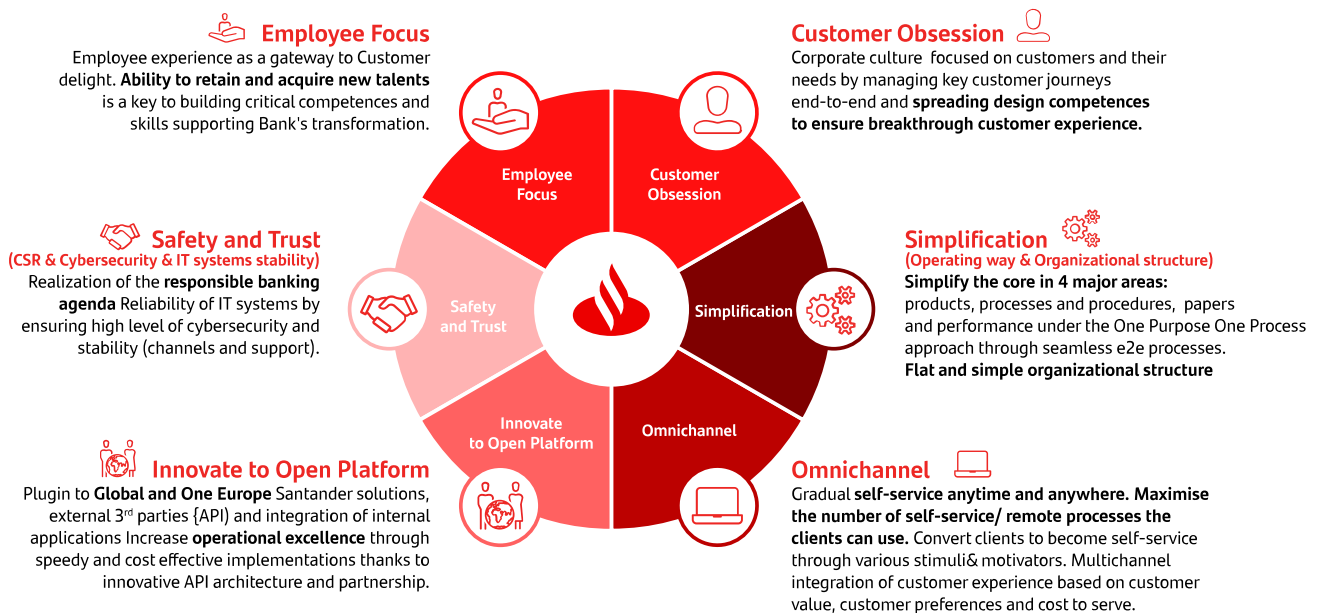 Employee Focus
Employee experience as a gateway to Customer
delight. Ability to retain and acquire new talents
is a key to building critical competences and
skills supporting Bank's transformation.
Customer Obsession
Corporate culture focused on customers and their
needs by managing key customer journeys
end-to-end and spreading design competences
to ensure breakthrough customer experience.
Employee
Focus
Customer
Obsession
Safety and Trust
(CSR & Cybersecurity & IT systems stability)
Realization of the responsible banking
agenda Reliability of IT systems by
ensuring high level of cybersecurity and
stability (channels and support).
Safety
and Trust
Simplification
Simplification
(Operating way & Organizational structure)
Simplify the core in 4 major areas:
products, processes and procedures, papers
and performance under the One Purpose One Process
approach through seamless e2e processes.
Flat and simple organizational structure
Innovate
to Open Platform
Omnichannel
Innovate to Open Platform
Plugin to Global and One Europe Santander solutions,
external 3rd parties {API) and integration of internal
applications Increase operational excellence through
speedy and cost effective implementations thanks to
innovative API architecture and partnership.
Omnichannel
Gradual self-service anytime and anywhere. Maximise
the number of self-service/ remote processes the
clients can use. Convert clients to become self-service
through various stimuli& motivators. Multichannel
integration of customer experience based on customer
value, customer preferences and cost to serve.